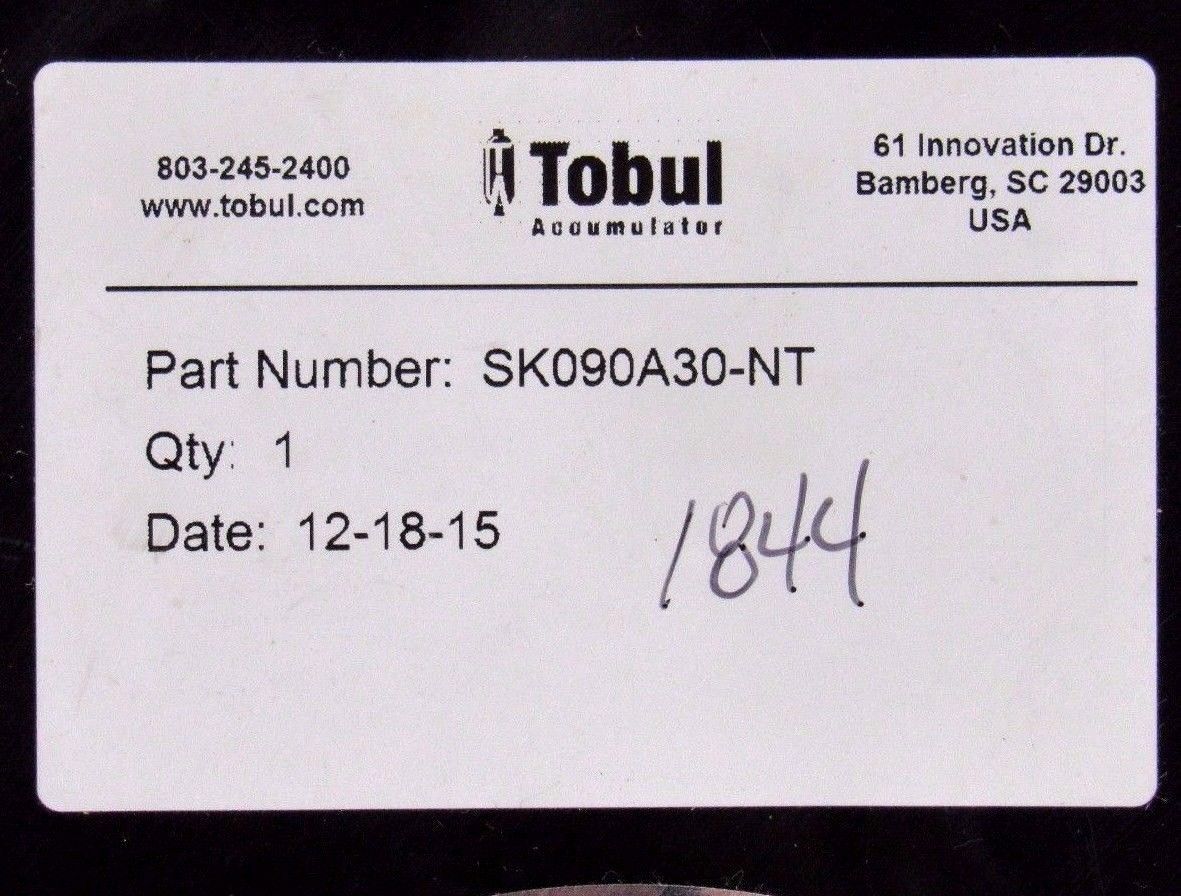 803-245-2400
www.tobul.com
Tobul
Accumulator
61 Innovation Dr.
Bamberg, SC 29003
USA
Part Number: SK090A30-NT
Qty: 1
Date: 12-18-15
1844